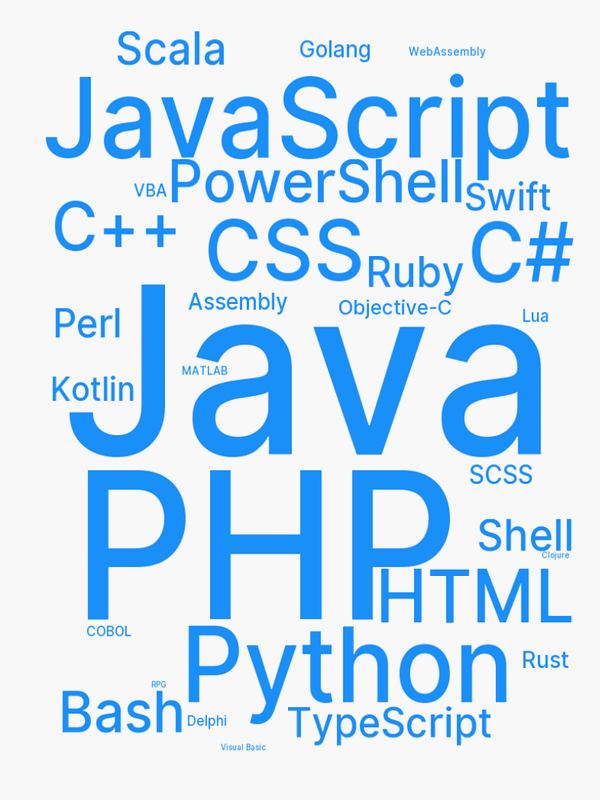 Scala
Golang
WebAssembly
JavaScript
VBA
PowerShell
Swift
C++
CSS
Ruby
C#
Assembly
Objective-C
Lua
Perl
Java
MATLAB
Kotlin
SCSS
PHP
Shell
Clojure
HTML
COBOL
Python
Rust
RPG
Bash
Delphi
TypeScript
Visual Basic